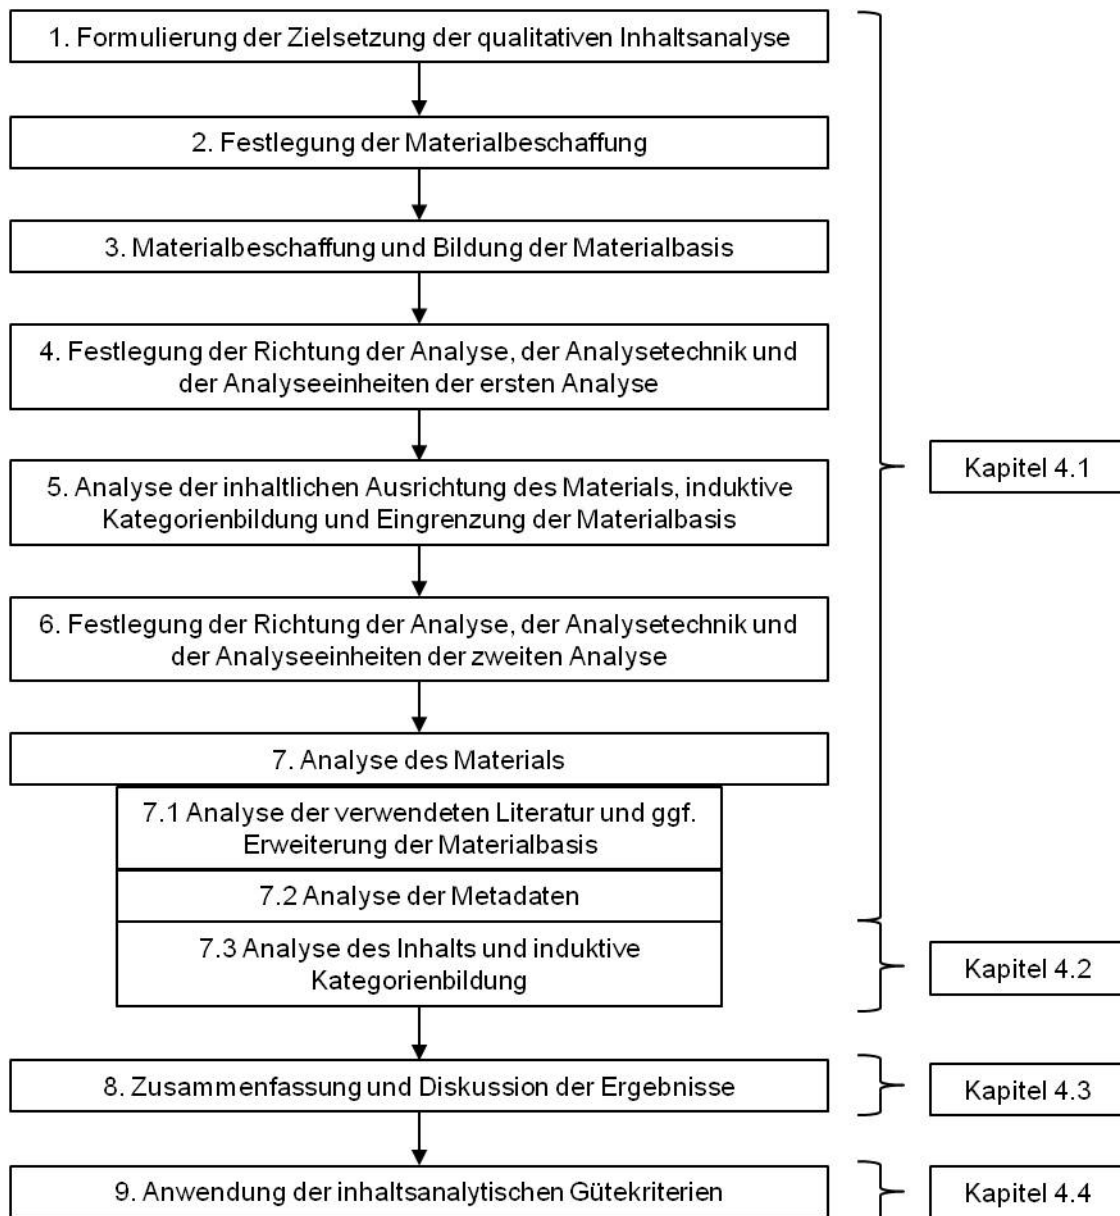 1. Formulierung der Zielsetzung der qualitativen Inhaltsanalyse
2. Festlegung der Materialbeschaffung
3. Materialbeschaffung und Bildung der Materialbasis
4. Festlegung der Richtung der Analyse, der Analysetechnik und
der Analyseeinheiten der ersten Analyse
5. Analyse der inhaltlichen Ausrichtung des Materials, induktive
Kategorienbildung und Eingrenzung der Materialbasis
Kapitel 4.1
6. Festlegung der Richtung der Analyse, der Analysetechnik und
der Analyseeinheiten der zweiten Analyse
7. Analyse des Materials
7.1 Analyse der verwendeten Literatur und ggf.
Erweiterung der Materialbasis
7.2 Analyse der Metadaten
7.3 Analyse des Inhalts und induktive
Kategorienbildung
Kapitel 4.2
8. Zusammenfassung und Diskussion der Ergebnisse
Kapitel 4.3
9. Anwendung der inhaltsanalytischen Gütekriterien
Kapitel 4.4